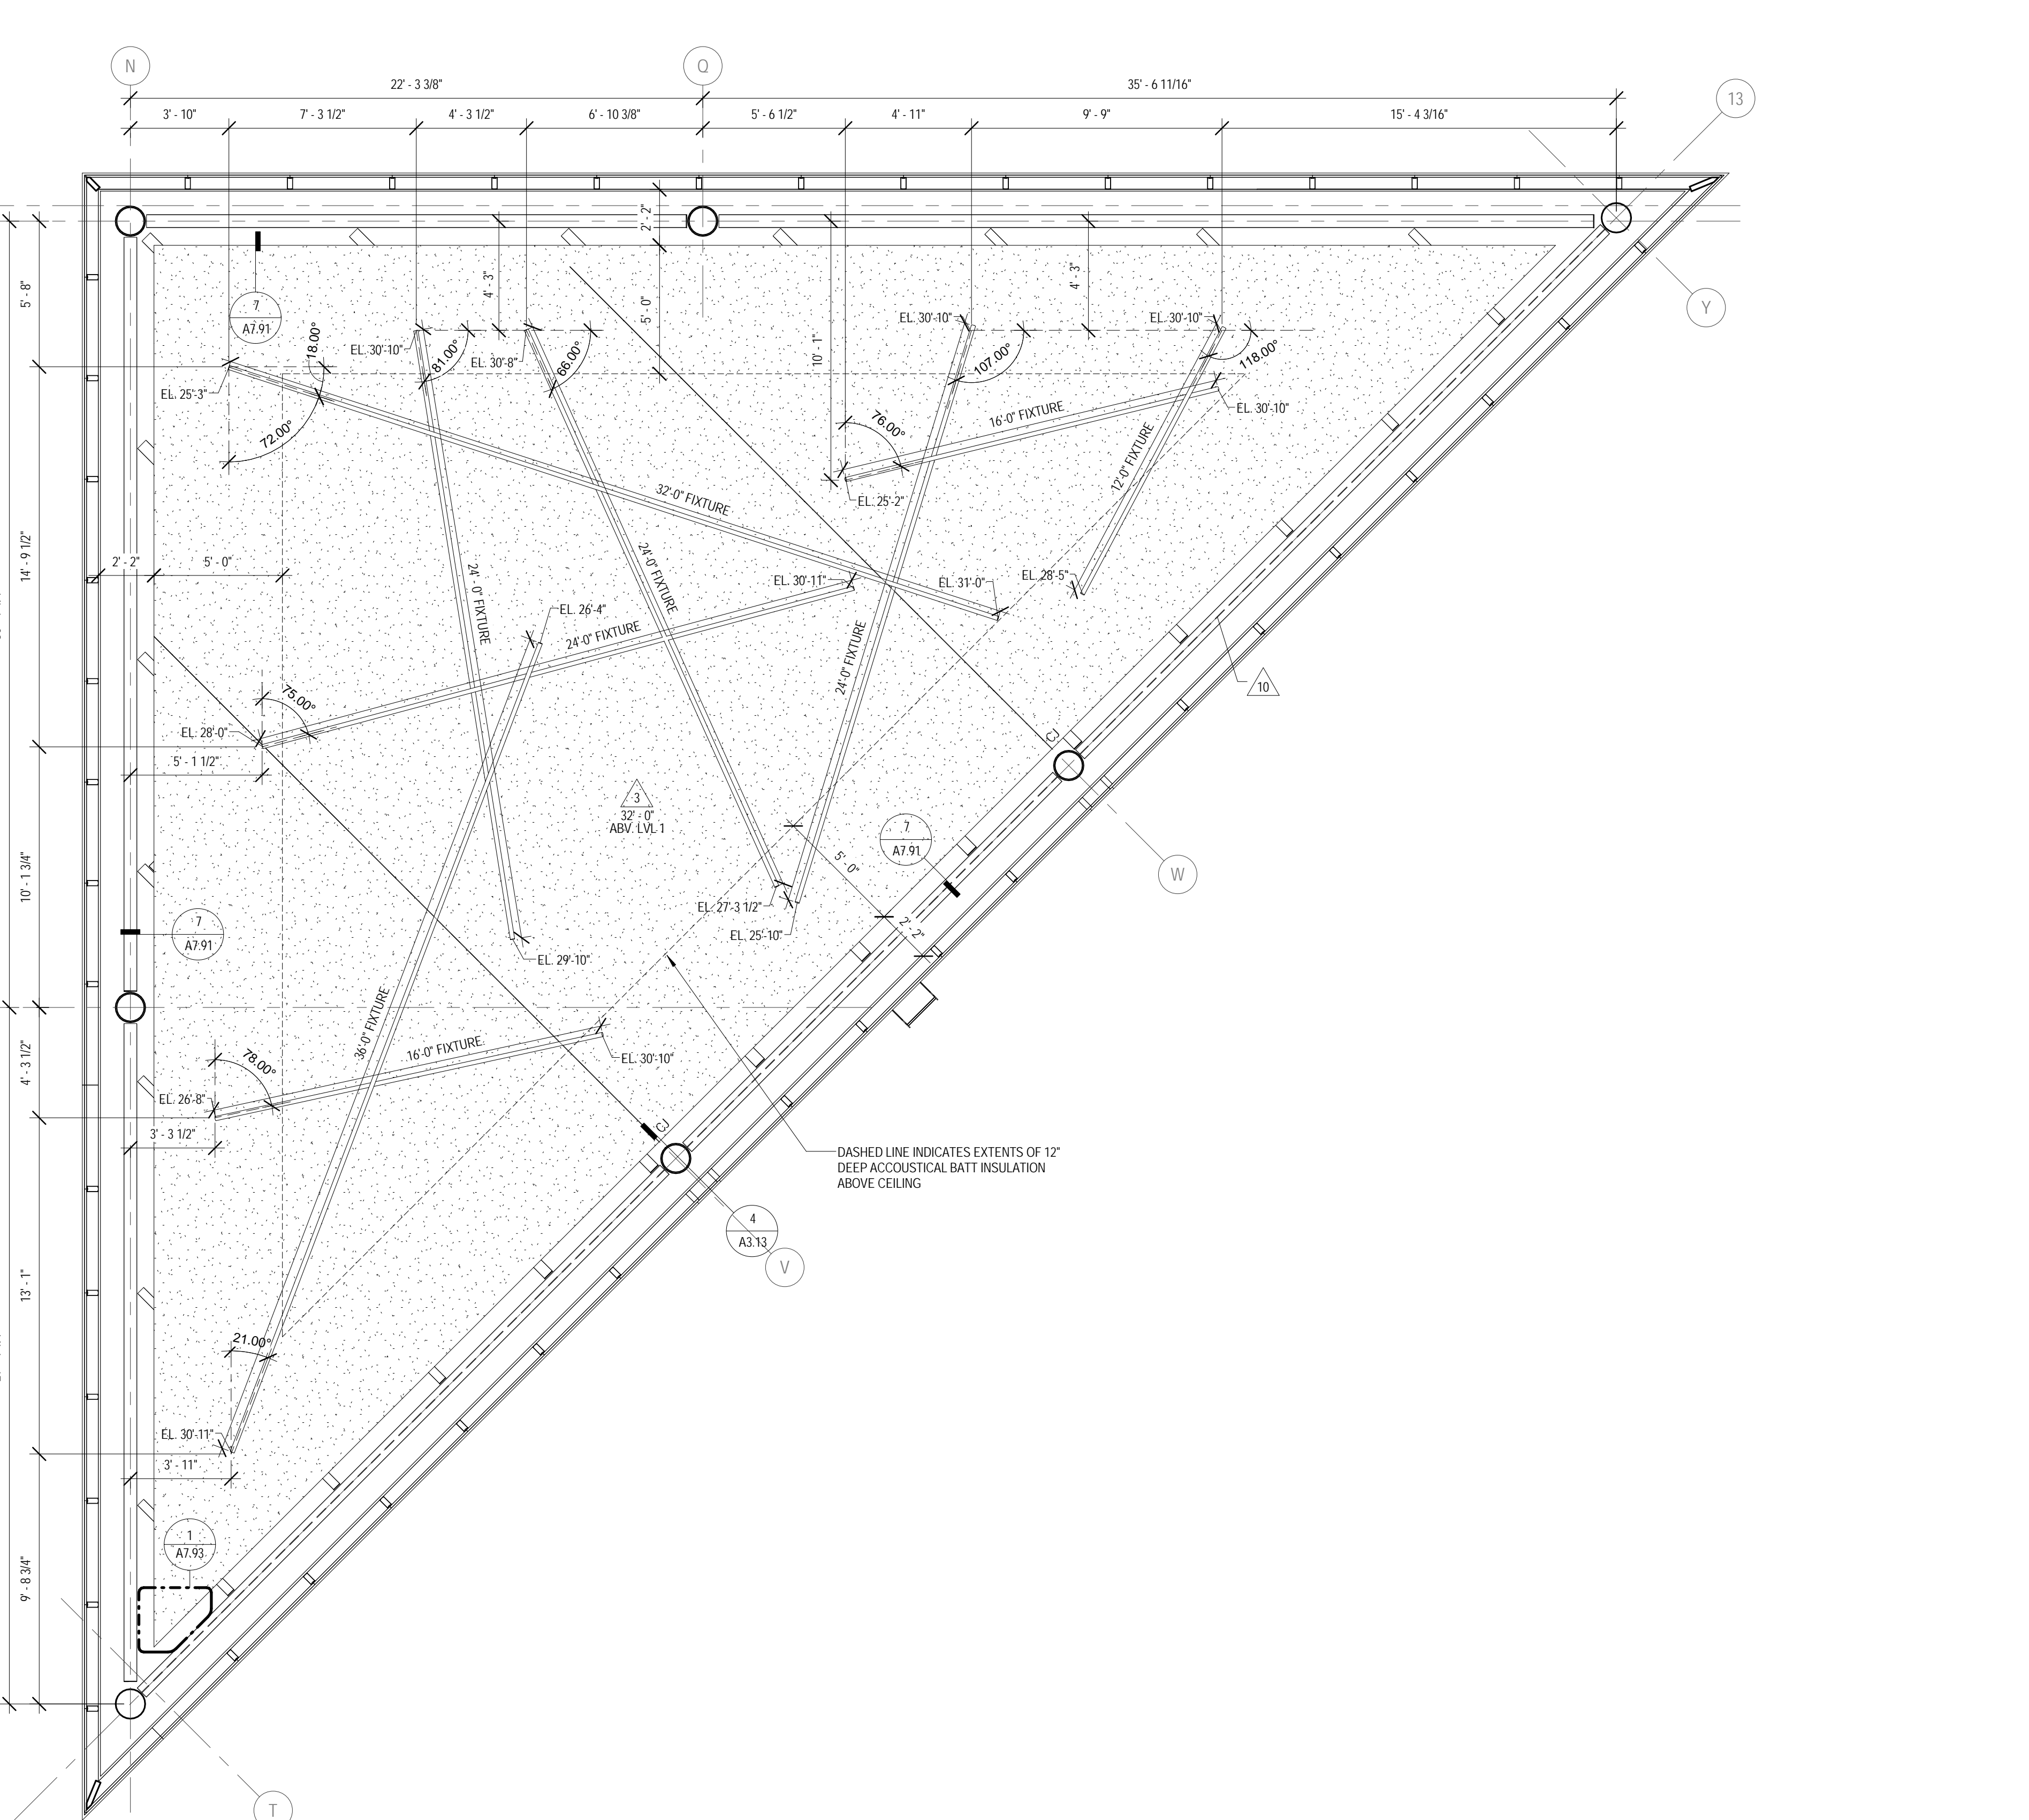 N
Q
13
22' - 3 3/8"
35' - 6 11/16"
3' - 10"
7' - 3 1/2"
4' - 3 1/2"
6' - 10 3/8"
5' - 6 1/2"
4' - 11"
9' - 9"
15' - 4 3/16"
2' - 2"
5' - 8"
4' - 3"
5' - 0"
4' - 3"
10' - 1"
Y
7
A7.91
EL. 30'-10"
EL. 30'-8"
EL. 30'-10"
EL. 30'-10"
18.00°
81.00°
66.00°
107.00°
118.00°
EL. 25'-3"
72.00°
76.00°
16'-0" FIXTURE
EL. 30'-10"
12'-0" FIXTURE
32'-0" FIXTURE
EL. 25'-2"
14' - 9 1/2"
2' - 2"
5' - 0"
24'-0" FIXTURE
24'-0" FIXTURE
EL. 30'-11"
EL. 31'-0"
EL. 28'-5"
EL. 26'-4"
24'-0" FIXTURE
24'-0" FIXTURE
10
75.00°
EL. 28'-0"
5' - 1 1/2"
CJ
3
32' - 0"
ABV. LVL 1
7
A7.91
5' - 0"
2' - 2"
W
10' - 1 3/4"
EL. 27'-3 1/2"
EL. 25'-10"
7
A7.91
EL. 29'-10"
36'-0" FIXTURE
16'-0" FIXTURE
EL. 30'-10"
4' - 3 1/2"
78.00°
EL. 26'-8"
3' - 3 1/2"
CJ
DASHED LINE INDICATES EXTENTS OF 12"
DEEP ACCOUSTICAL BATT INSULATION
ABOVE CEILING
4
A3.13
V
13' - 1"
21.00°
EL. 30'-11"
3' - 11"
1
A7.93
9' - 8 3/4"
T